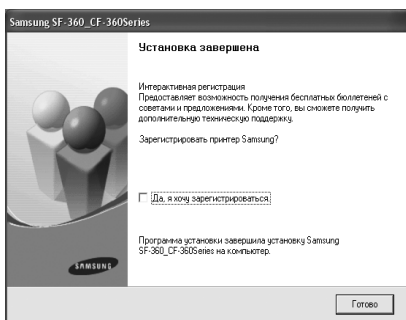 Samsung SF-360_CF-360Series
Установка завершена
Интерактивная регистрация
Предоставляет возможность получения бесплатных бюллетеней с
советами и предложениями. Кроме того, вы сможете получить
дополнительную техническую поддержку.
Зарегистрировать принтер Samsung?
Да, я хочу зарегистрироваться
Программа установки завершила установку Samsung
SF-360_CF-360Series на компьютер.
SAMSUNG
Готово